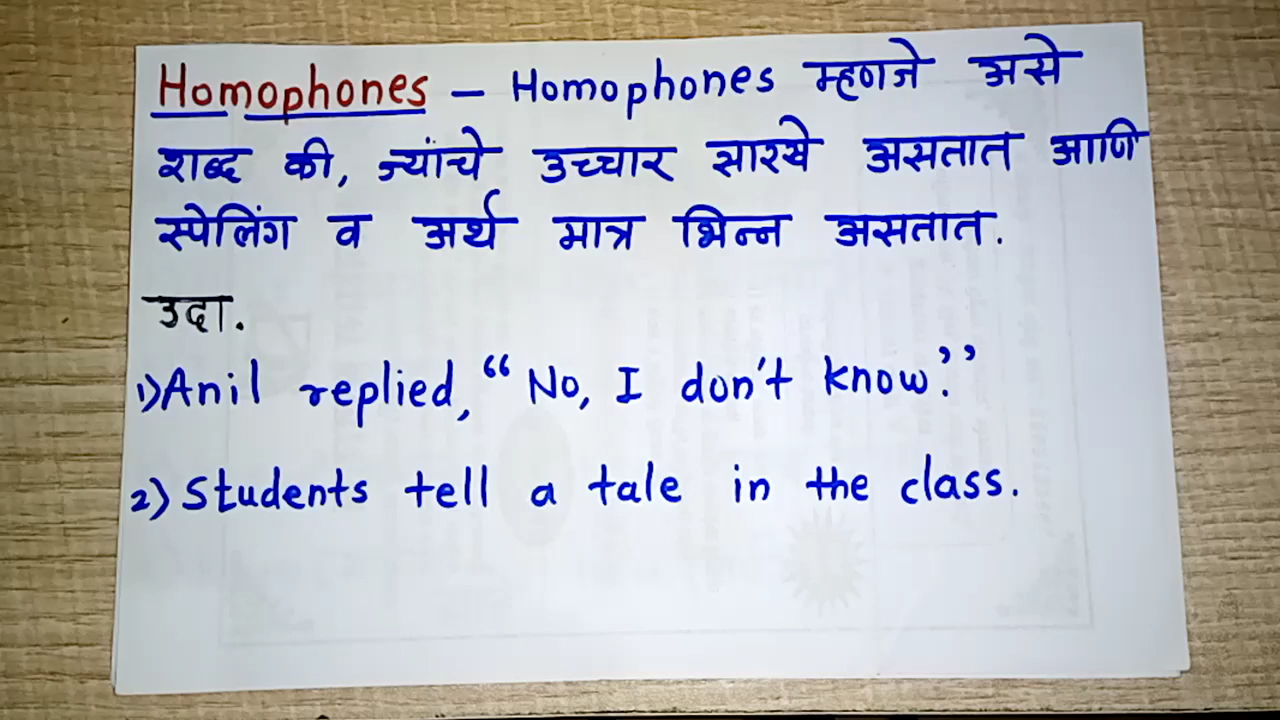 Homophones – Homophones म्हणजे असे
शब्द की, ज्यांचे उच्चार सारखे असतात आणि
स्पेलिंग व अर्थ मात्र भिन्न असतात.
उदा.
1) Anil replied, “No, I don't know.”
2) Students tell a tale in the class.